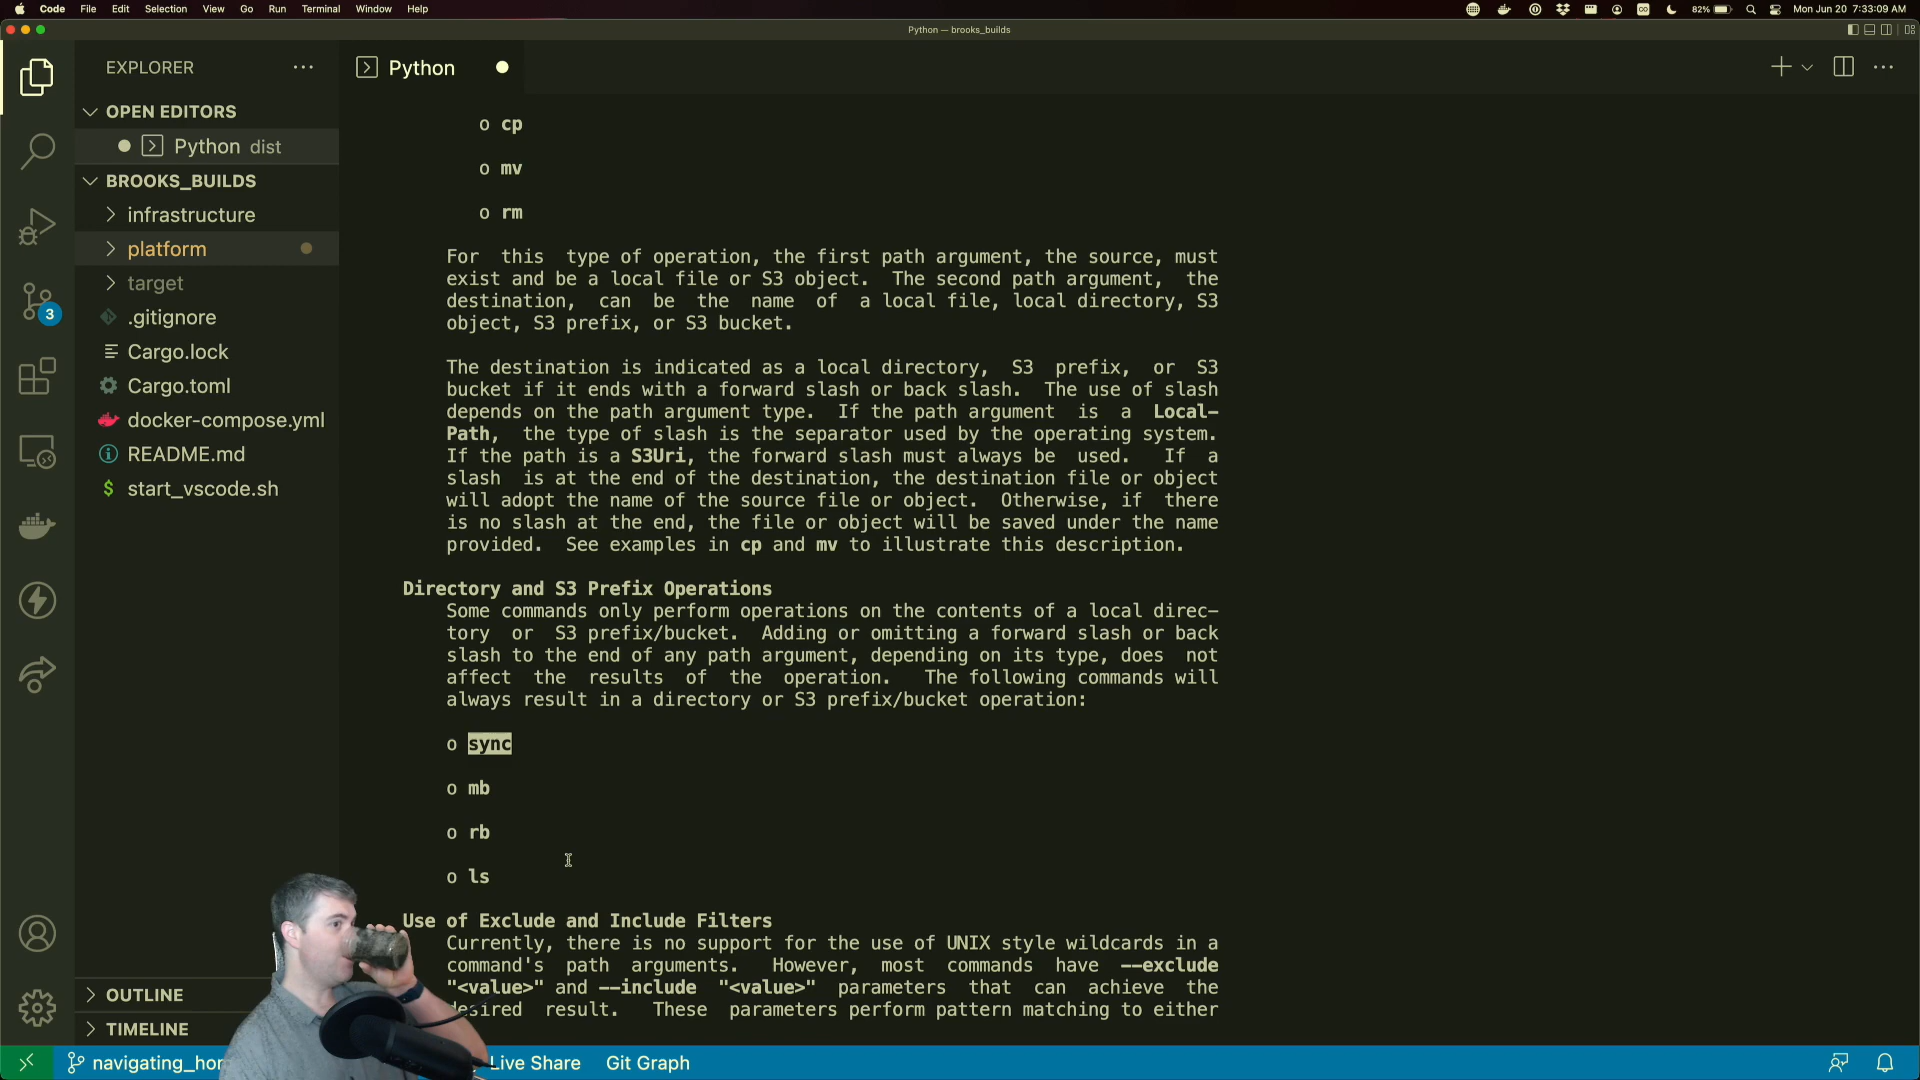 Code File Edit Selection View Go Run Terminal Window Help
82% Mon Jun 20 7:33:09 AM
Python — brooks_builds
EXPLORER
OPEN EDITORS
Python dist
BROOKS_BUILDS
infrastructure
platform
target
.gitignore
Cargo.lock
Cargo.toml
docker-compose.yml
README.md
$ start_vscode.sh
3
OUTLINE
TIMELINE
Python
o cp
o mv
o rm
For this type of operation, the first path argument, the source, must
exist and be a local file or S3 object. The second path argument, the
destination, can be the name of a local file, local directory, S3
object, S3 prefix, or S3 bucket.
The destination is indicated as a local directory, S3 prefix, or S3
bucket if it ends with a forward slash or back slash. The use of slash
depends on the path argument type. If the path argument is a Local-
Path, the type of slash is the separator used by the operating system.
If the path is a S3Uri, the forward slash must always be used. If a
slash is at the end of the destination, the destination file or object
will adopt the name of the source file or object. Otherwise, if there
is no slash at the end, the file or object will be saved under the name
provided. See examples in cp and mv to illustrate this description.
Directory and S3 Prefix Operations
Some commands only perform operations on the contents of a local direc-
tory or S3 prefix/bucket. Adding or omitting a forward slash or back
slash to the end of any path argument, depending on its type, does not
affect the results of the operation. The following commands will
always result in a directory or S3 prefix/bucket operation:
o sync
o mb
o rb
o ls
Use of Exclude and Include Filters
Currently, there is no support for the use of UNIX style wildcards in a
command's path arguments. However, most commands have --exclude
"<value>" and --include "<value>" parameters that can achieve the
desired result. These parameters perform pattern matching to either
navigating_hor Live Share Git Graph